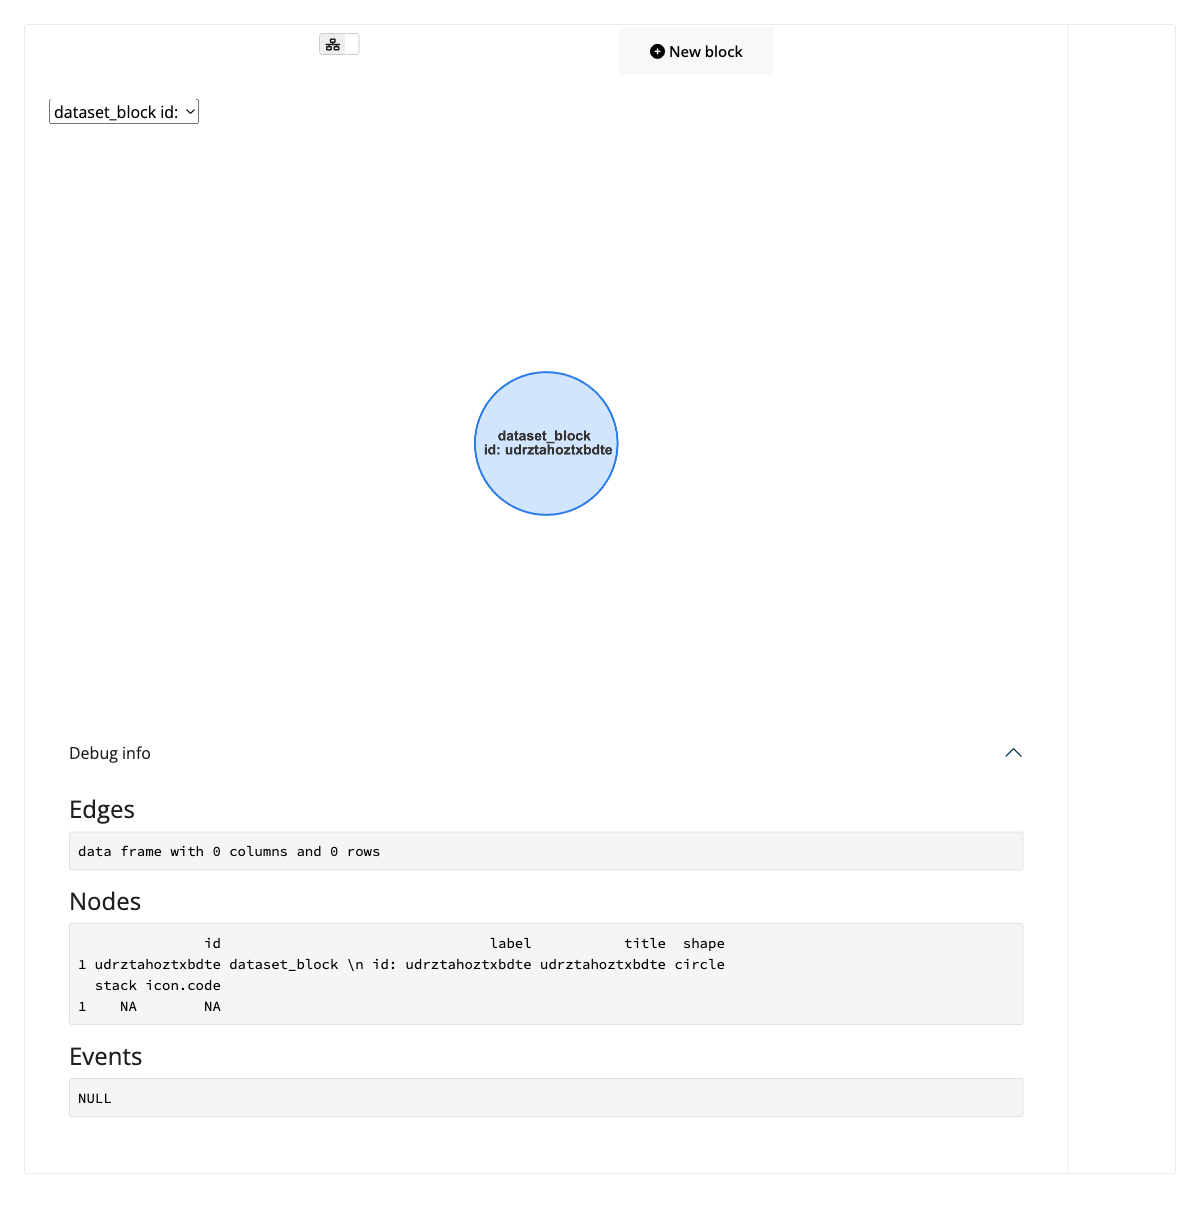 New block
dataset_block id:
dataset_block
id: udrztahoztxbdte
Debug info
Edges
data frame with 0 columns and 0 rows
Nodes
id label title shape
1 udrztahoztxbdte dataset_block \n id: udrztahoztxbdte udrztahoztxbdte circle
stack icon.code
1 NA NA
Events
NULL